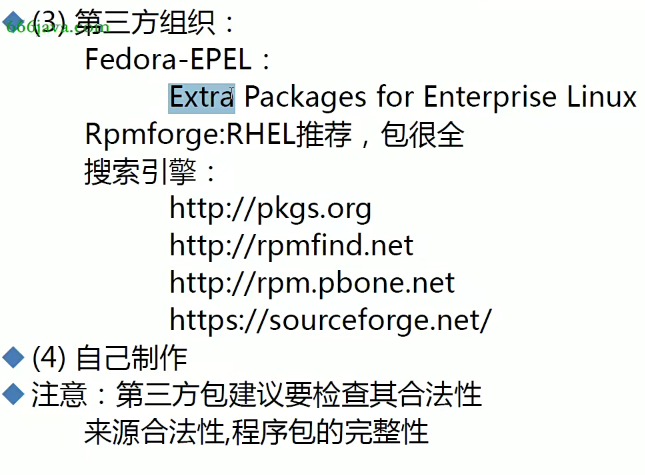 (3) 第三方组织：
666java.com
Fedora-EPEL：
Extra Packages for Enterprise Linux
Rpmforge:RHEL推荐，包很全
搜索引擎：
http://pkgs.org
http://rpmfind.net
http://rpm.pbone.net
https://sourceforge.net/
(4) 自己制作
注意：第三方包建议要检查其合法性
来源合法性,程序包的完整性